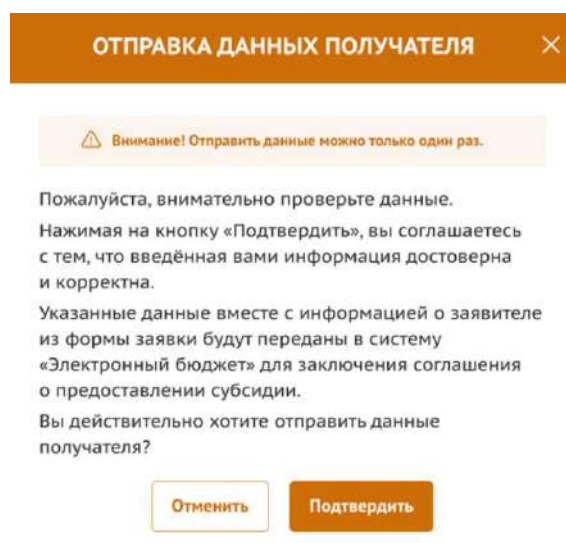 ОТПРАВКА ДАННЫХ ПОЛУЧАТЕЛЯ
Внимание! Отправить данные можно только один раз.
Пожалуйста, внимательно проверьте данные.
Нажимая на кнопку «Подтвердить», вы соглашаетесь
с тем, что введённая вами информация достоверна
и корректна.
Указанные данные вместе с информацией о заявителе
из формы заявки будут переданы в систему
«Электронный бюджет» для заключения соглашения
о предоставлении субсидии.
Вы действительно хотите отправить данные
получателя?
Отменить Подтвердить